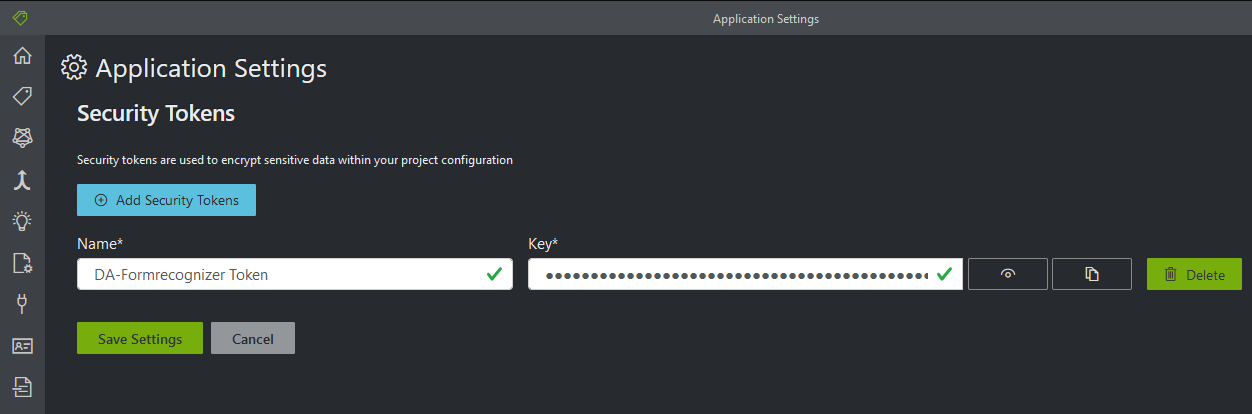 Application Settings
Application Settings
Security Tokens
Security tokens are used to encrypt sensitive data within your project configuration
Add Security Tokens
Name* Key*
DA-Formrecognizer Token ●●●●●●●●●●●●●●●●●●●●●●●●●●●●●●●●●●●●●●●●●●● Delete
Save Settings Cancel